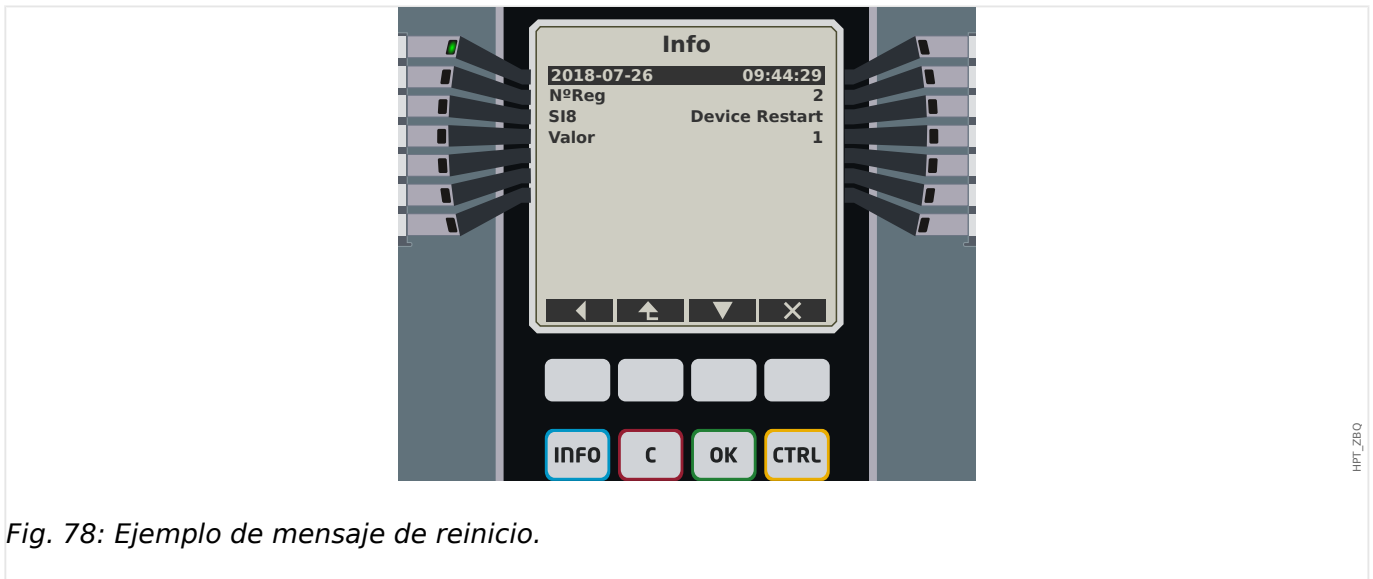 Info
2018-07-26 09:44:29
NºReg 2
SI8 Device Restart
Valor 1
INFO C OK CTRL
HPT_ZBQ
Fig. 78: Ejemplo de mensaje de reinicio.